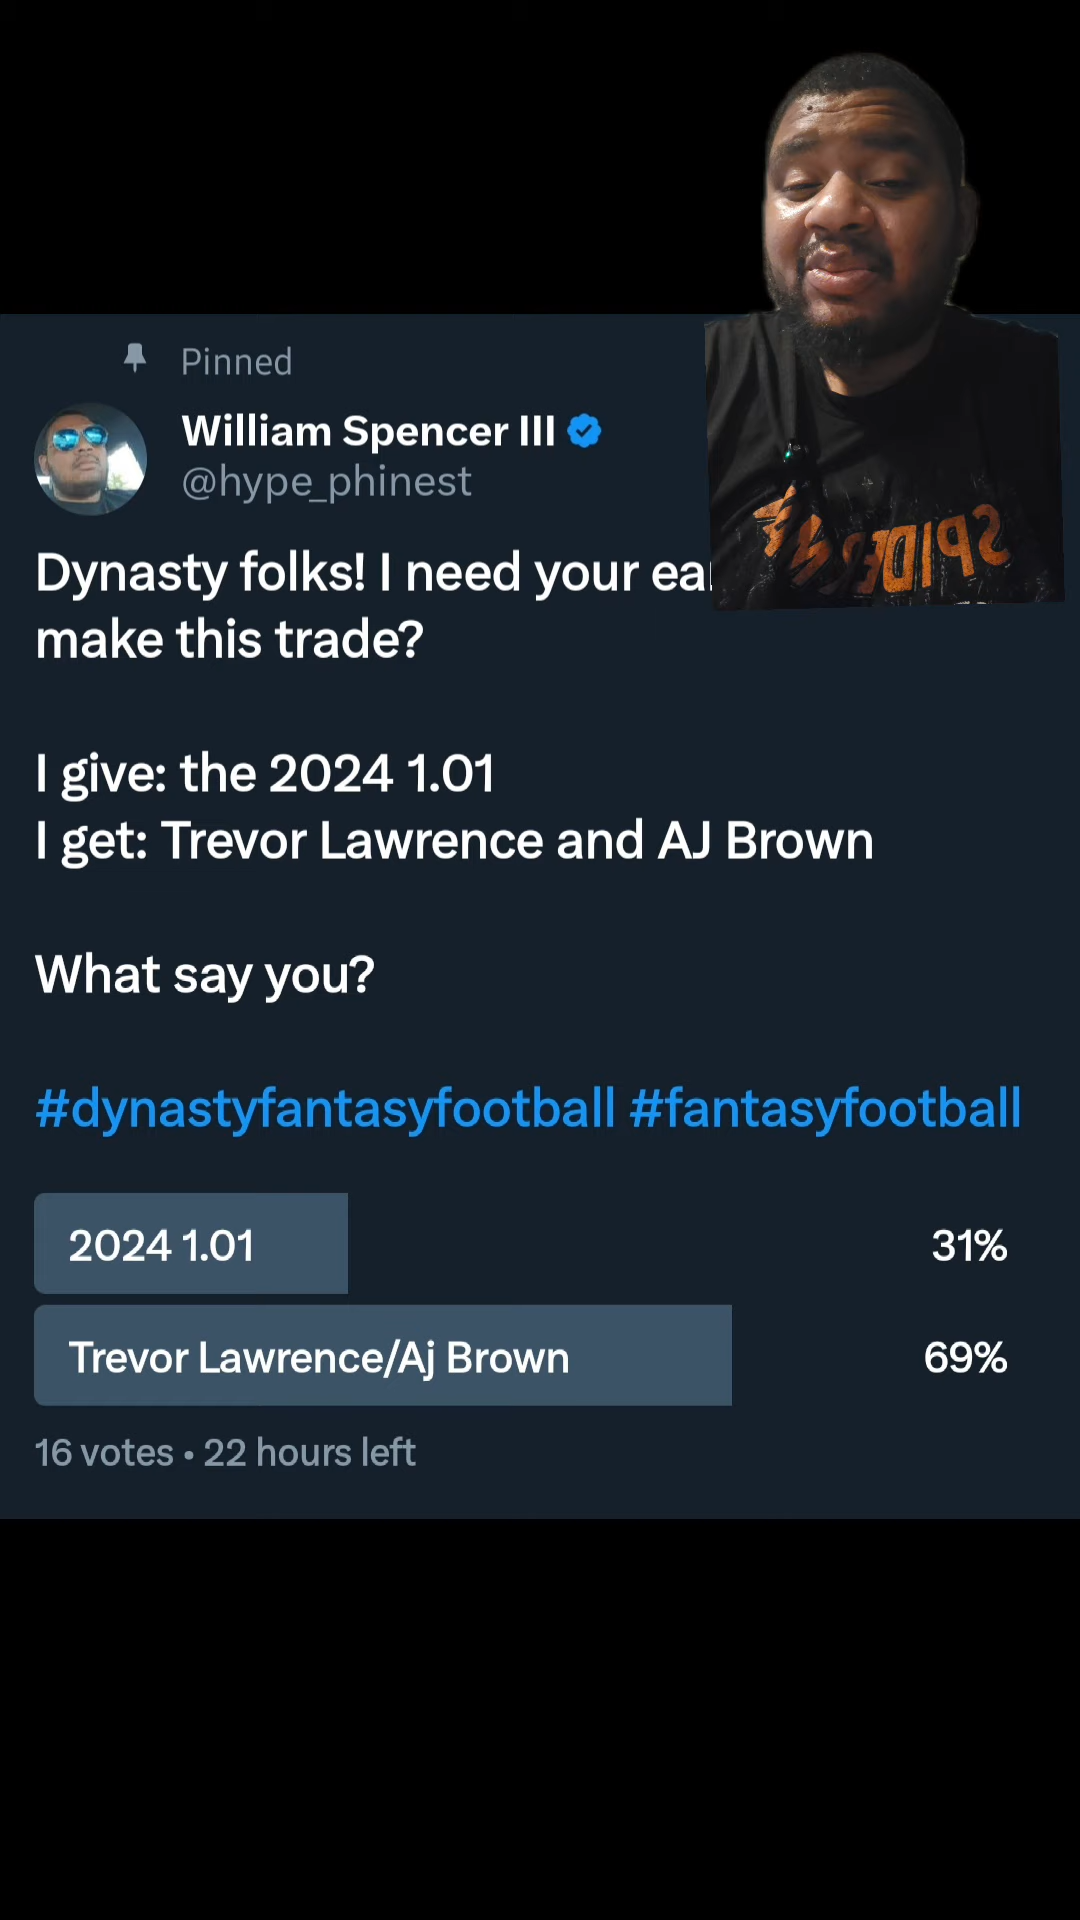 Pinned
William Spencer III
@hype_phinest
Dynasty folks! I need your
make this trade?
I give: the 2024 1.01
I get: Trevor Lawrence and AJ Brown
What say you?
#dynastyfantasyfootball #fantasyfootball
2024 1.01 31%
Trevor Lawrence/Aj Brown 69%
16 votes • 22 hours left